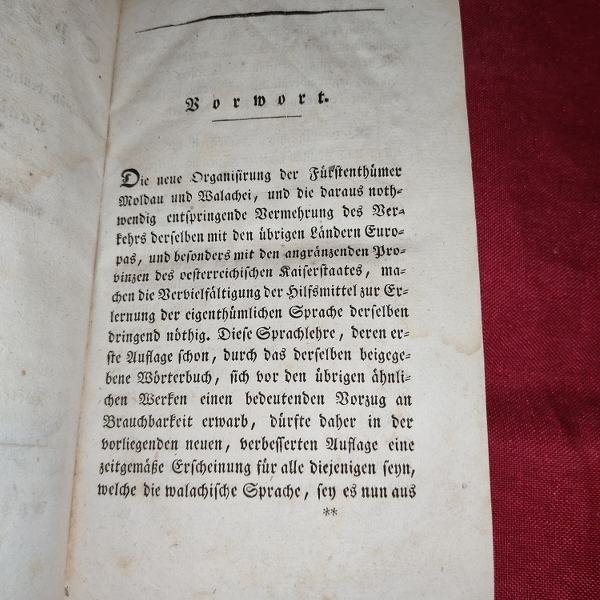 Vorwort.
Die neue Organisirung der Fürstenthümer
Moldau und Walachei, und die daraus noth-
wendig entspringende Vermehrung des Ver-
kehrs derselben mit den übrigen Ländern Euro-
pas, und besonders mit den angränzenden Pro-
vinzen des oesterreichischen Kaiserstaates, ma-
chen die Vervielfältigung der Hilfsmittel zur Er-
lernung der eigenthümlichen Sprache derselben
dringend nöthig. Diese Sprachlehre, deren er-
ste Auflage schon, durch das derselben beigege-
bene Wörterbuch, sich vor den übrigen ähnli-
chen Werken einen bedeutenden Vorzug an
Brauchbarkeit erwarb, dürfte daher in der
vorliegenden neuen, verbesserten Auflage eine
zeitgemäße Erscheinung für alle diejenigen seyn,
welche die walachische Sprache, sey es nun aus
**